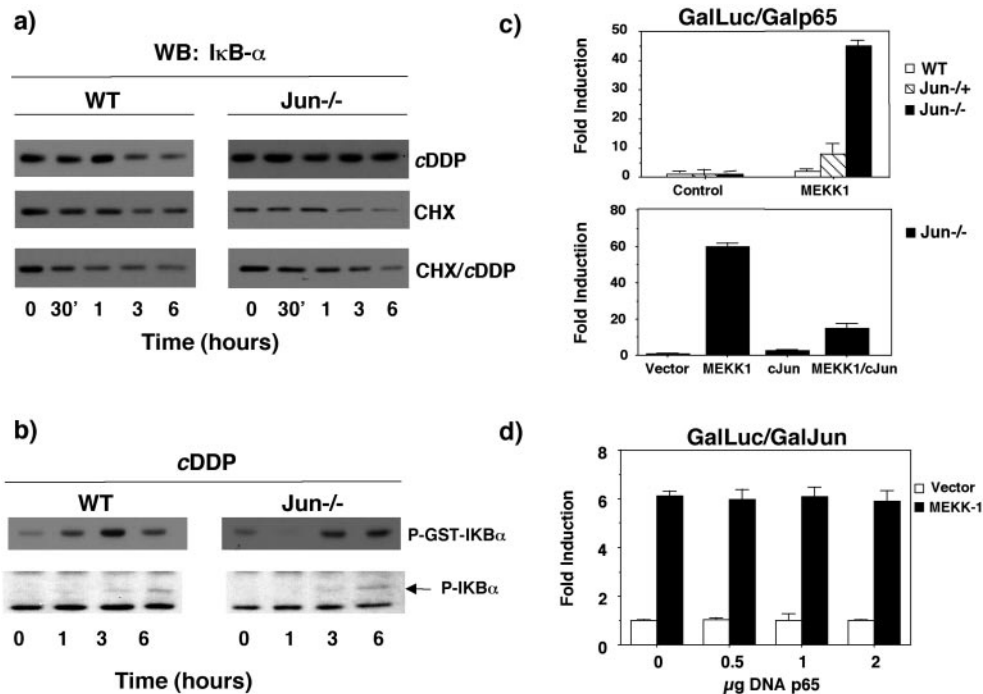 a)
WB: IκB-α
WT
Jun-/-
cDDP
CHX
CHX/cDDP
0 30' 1 3 6
0 30' 1 3 6
Time (hours)
b)
cDDP
WT
Jun-/-
P-GST-IKBα
P-IKBα
0 1 3 6
0 1 3 6
Time (hours)
c)
GalLuc/Galp65
Fold Induction
50
40
30
20
10
0
Control
MEKK1
WT
Jun-/+
Jun-/-
Fold Inductiion
80
60
40
20
0
Vector
MEKK1
cJun
MEKK1/cJun
Jun-/-
d)
GalLuc/GalJun
Fold Induction
8
6
4
2
0
0
0.5
1
2
µg DNA p65
Vector
MEKK-1